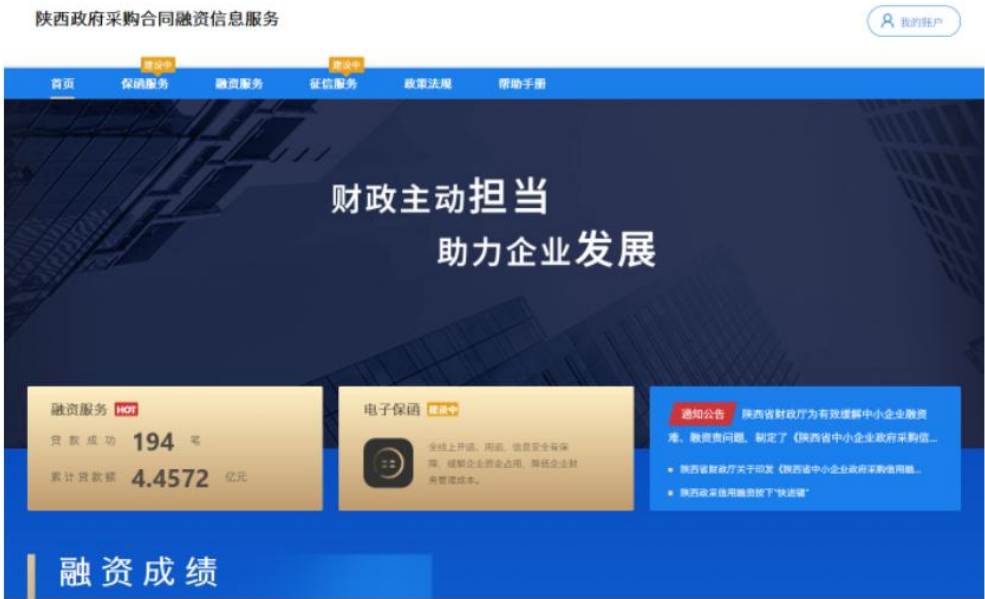 陕西政府采购合同融资信息服务
我的账户
建设中
建设中
首页 保函服务 融资服务 征信服务 政策法规 帮助手册
财政主动担当
助力企业发展
融资服务 HOT
贷款成功 194 笔
累计贷款额 4.4572 亿元
电子保函 建设中
全线上开函、用函，信息安全有保
障，缓解企业资金占用，降低企业财
务管理成本。
通知公告 陕西省财政厅为有效缓解中小企业融资
难、融资贵问题，制定了《陕西省中小企业政府采购信...
陕西省财政厅关于印发《陕西省中小企业政府采购信用融...
陕西政采信用融资按下“快进键”
融资成绩